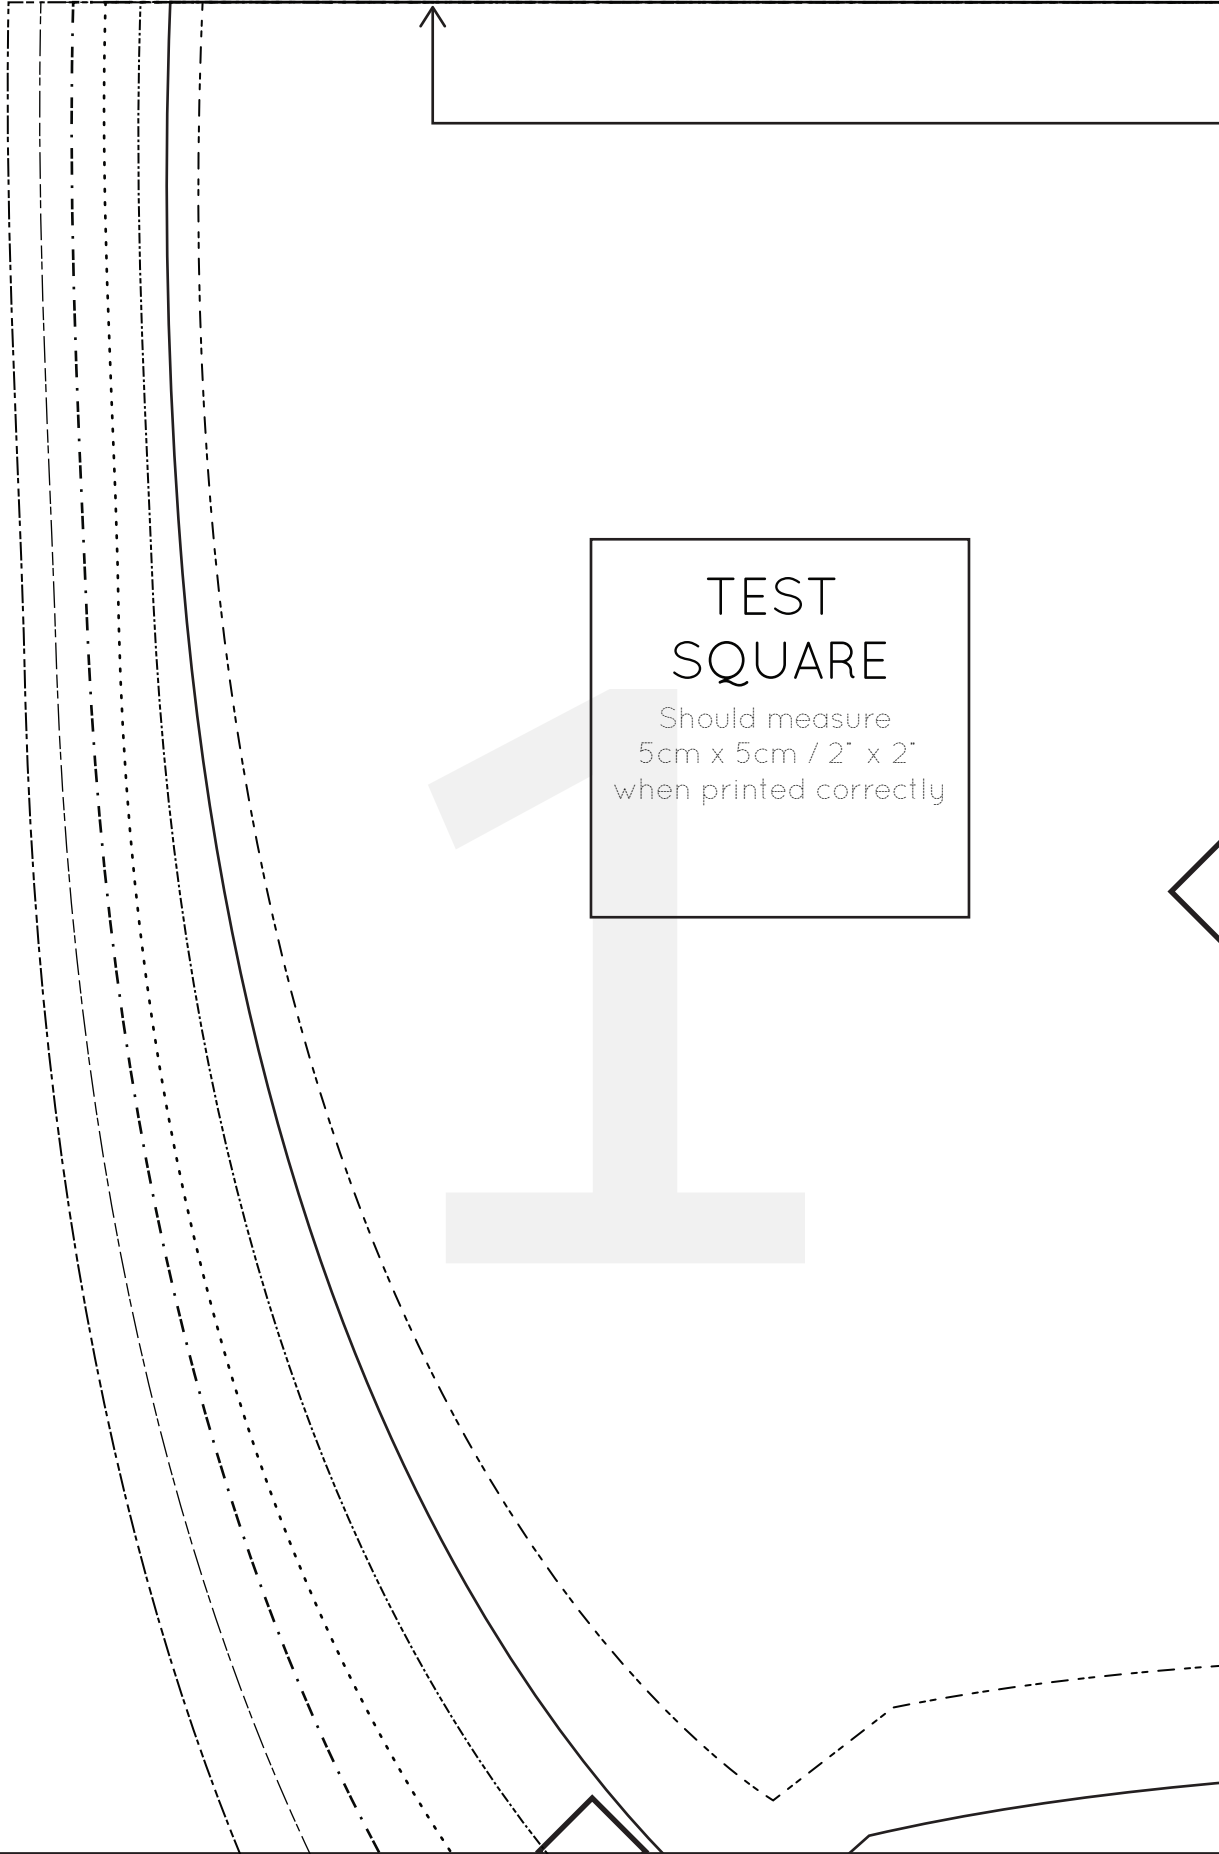 TEST
SQUARE
Should measure
5cm x 5cm / 2" x 2"
when printed correctly
1